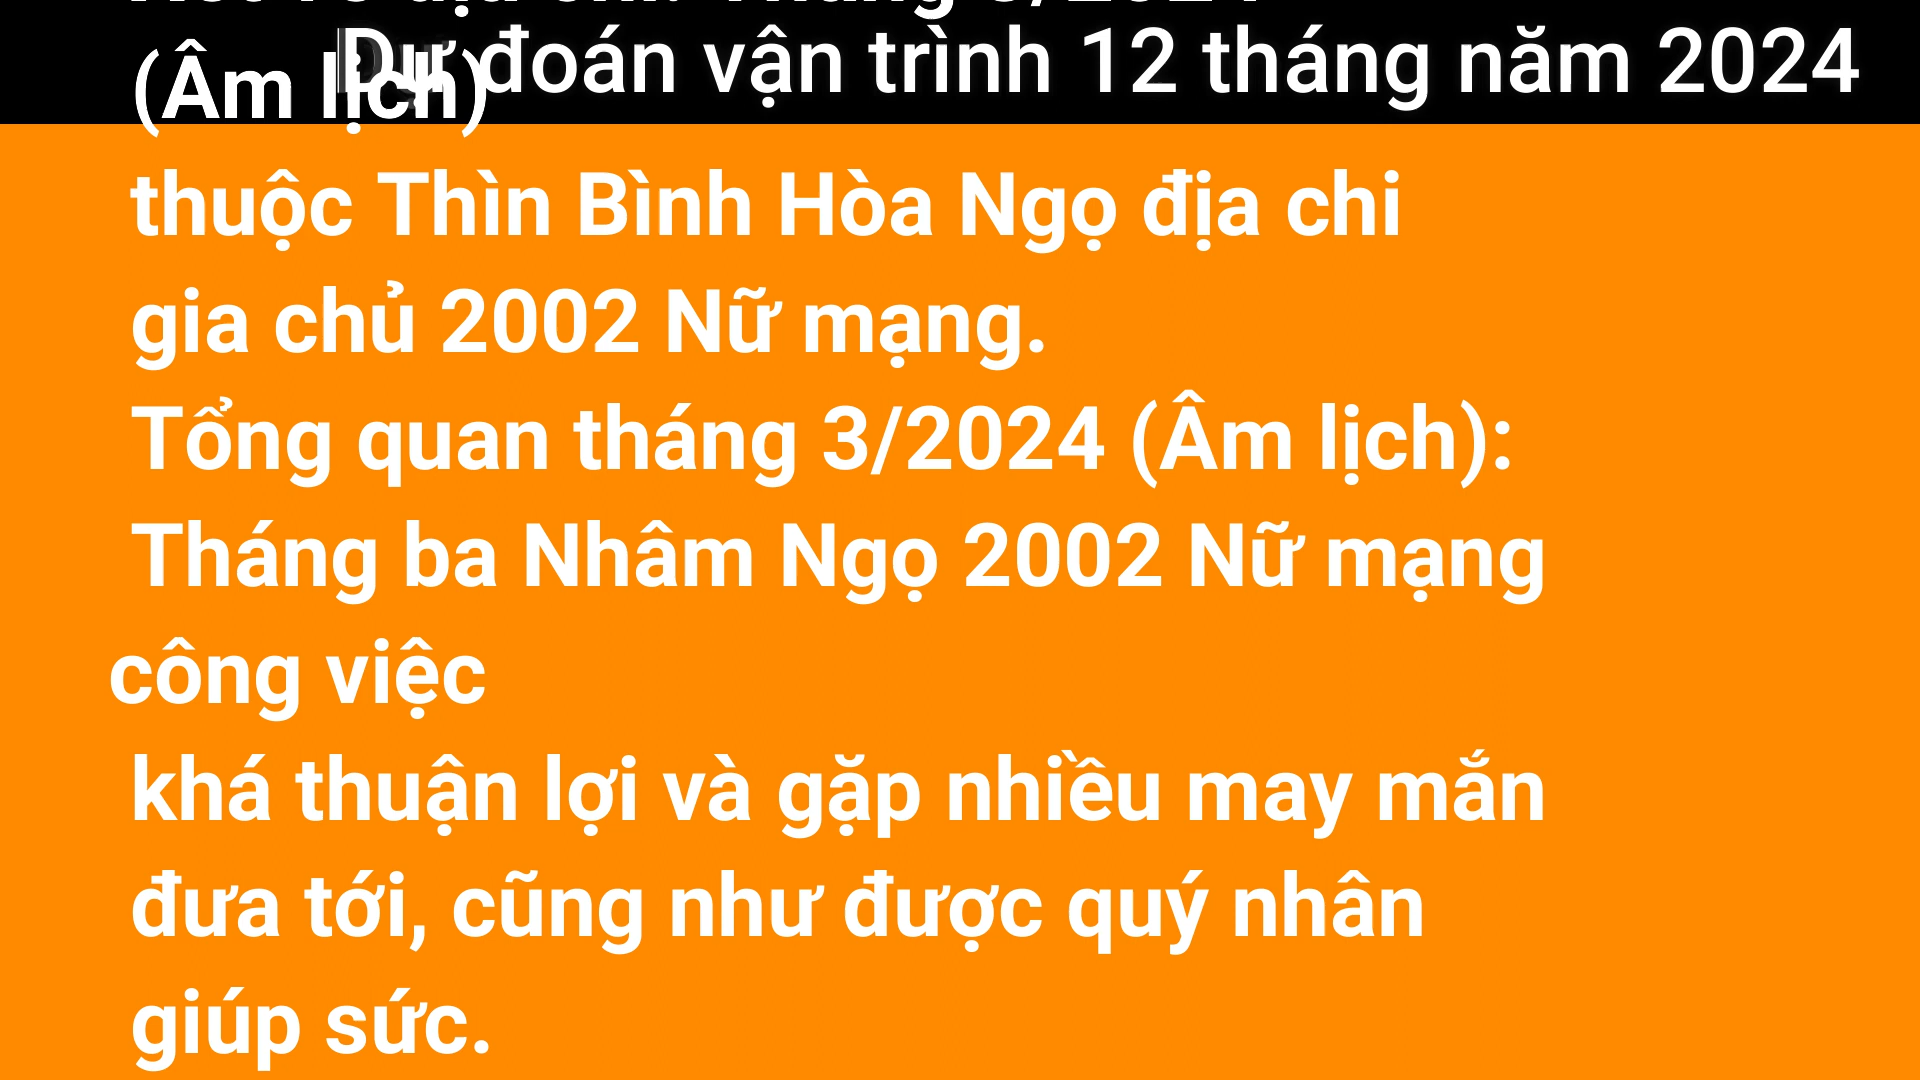 Dự đoán vận trình 12 tháng năm 2024
(Âm lịch)
thuộc Thìn Bình Hòa Ngọ địa chi
gia chủ 2002 Nữ mạng.
Tổng quan tháng 3/2024 (Âm lịch):
Tháng ba Nhâm Ngọ 2002 Nữ mạng
công việc
khá thuận lợi và gặp nhiều may mắn
đưa tới, cũng như được quý nhân
giúp sức.